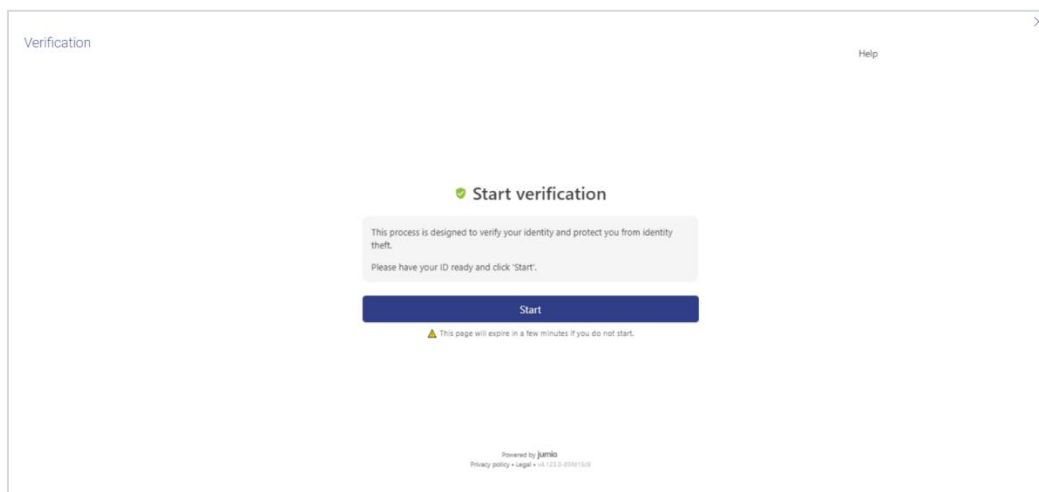 Verification
Help
Start verification
This process is designed to verify your identity and protect you from identity
theft.
Please have your ID ready and click 'Start'.
Start
This page will expire in a few minutes if you do not start.
Powered by jumio
Privacy policy • Legal •